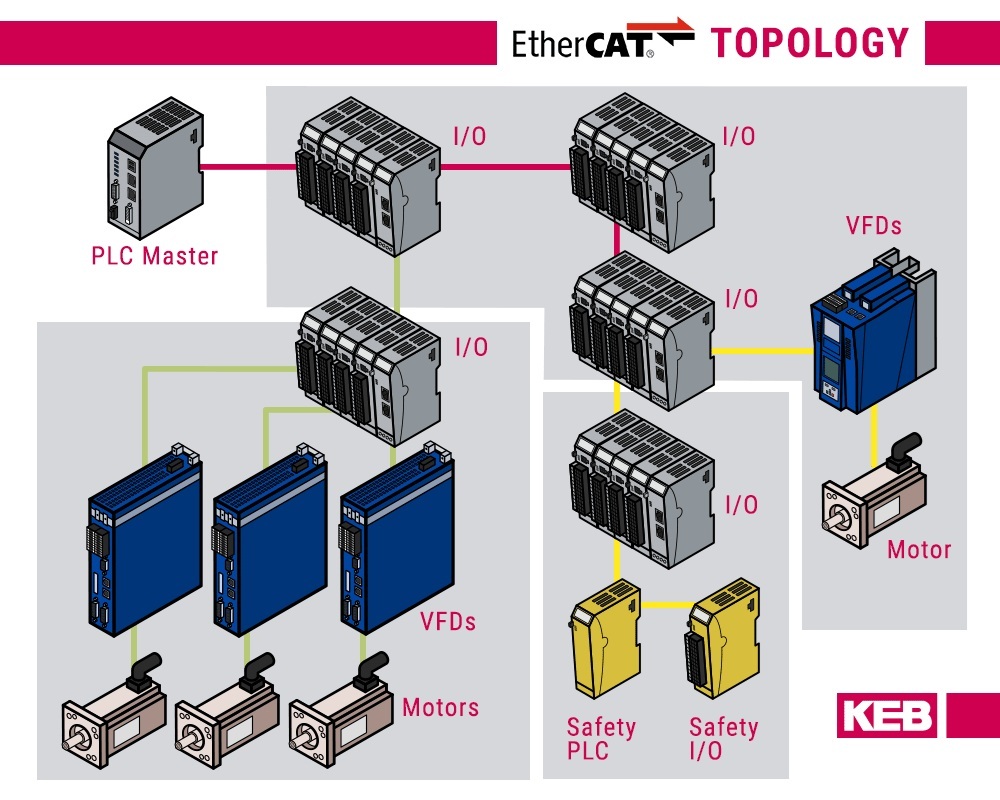 EtherCAT® TOPOLOGY
I/O
I/O
PLC Master
VFDs
I/O
I/O
I/O
Motor
VFDs
Motors
Safety
PLC
Safety
I/O
KEB